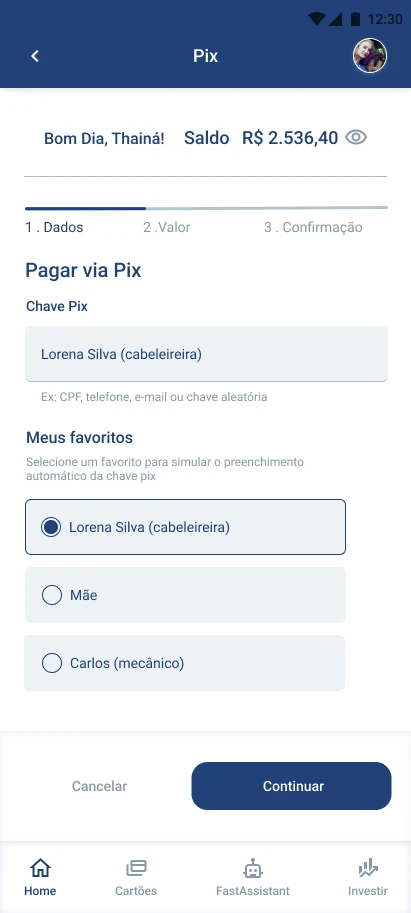 12:30
Pix
Bom Dia, Thainá! Saldo R$ 2.536,40
1 . Dados 2 .Valor 3 . Confirmação
Pagar via Pix
Chave Pix
Lorena Silva (cabeleireira)
Ex: CPF, telefone, e-mail ou chave aleatória
Meus favoritos
Selecione um favorito para simular o preenchimento
automático da chave pix
Lorena Silva (cabeleireira)
Mãe
Carlos (mecânico)
Cancelar Continuar
Home Cartões FastAssistant Investir